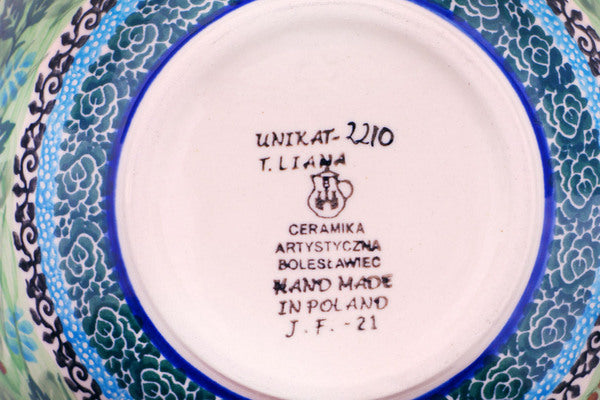 UNIKAT-2210
T. LIANA
CERAMIKA
ARTYSTYCZNA
BOLESŁAWIEC
HAND MADE
IN POLAND
J.F.-21